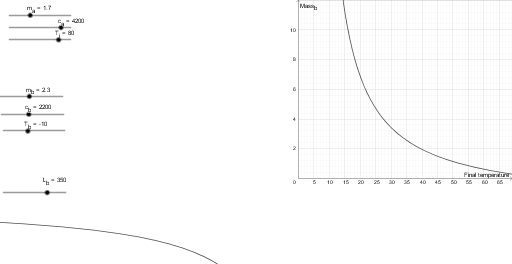 m_a = 1.7
c_a = 4200
T = 80
m_b = 2.3
c_b = 2200
T_b = -10
L_b = 350
Mass_b
10
8
6
4
2
0 5 10 15 20 25 30 35 40 45 50 55 60 65
Final temperature